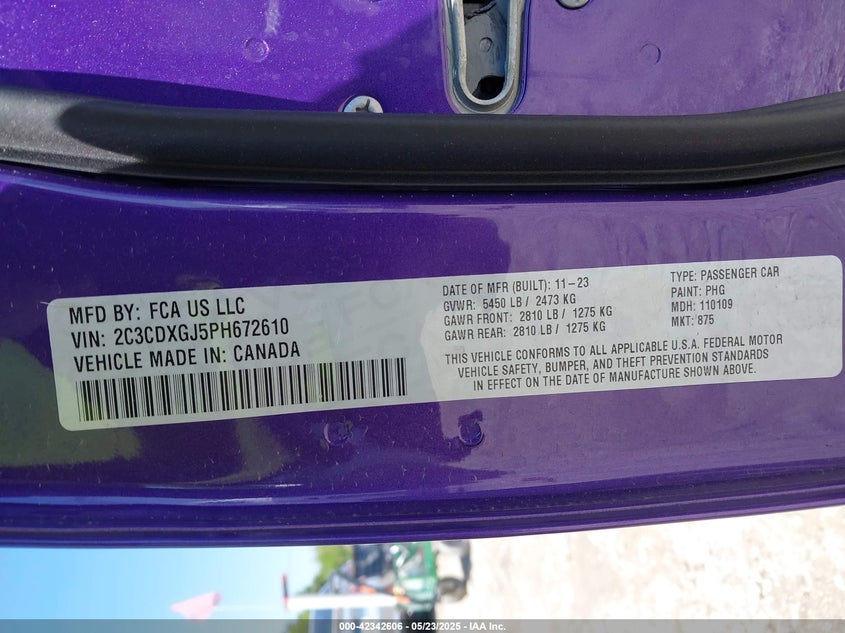 MFD BY: FCA US LLC
VIN: 2C3CDXGJ5PH672610
VEHICLE MADE IN: CANADA
DATE OF MFR (BUILT): 11-23
GVWR: 5450 LB / 2473 KG
GAWR FRONT: 2810 LB / 1275 KG
GAWR REAR: 2810 LB / 1275 KG
TYPE: PASSENGER CAR
PAINT: PHG
MDH: 110109
MKT: 875
THIS VEHICLE CONFORMS TO ALL APPLICABLE U.S.A. FEDERAL MOTOR
VEHICLE SAFETY, BUMPER, AND THEFT PREVENTION STANDARDS
IN EFFECT ON THE DATE OF MANUFACTURE SHOWN ABOVE.
000-42342606 - 05/23/2025 - IAA Inc.